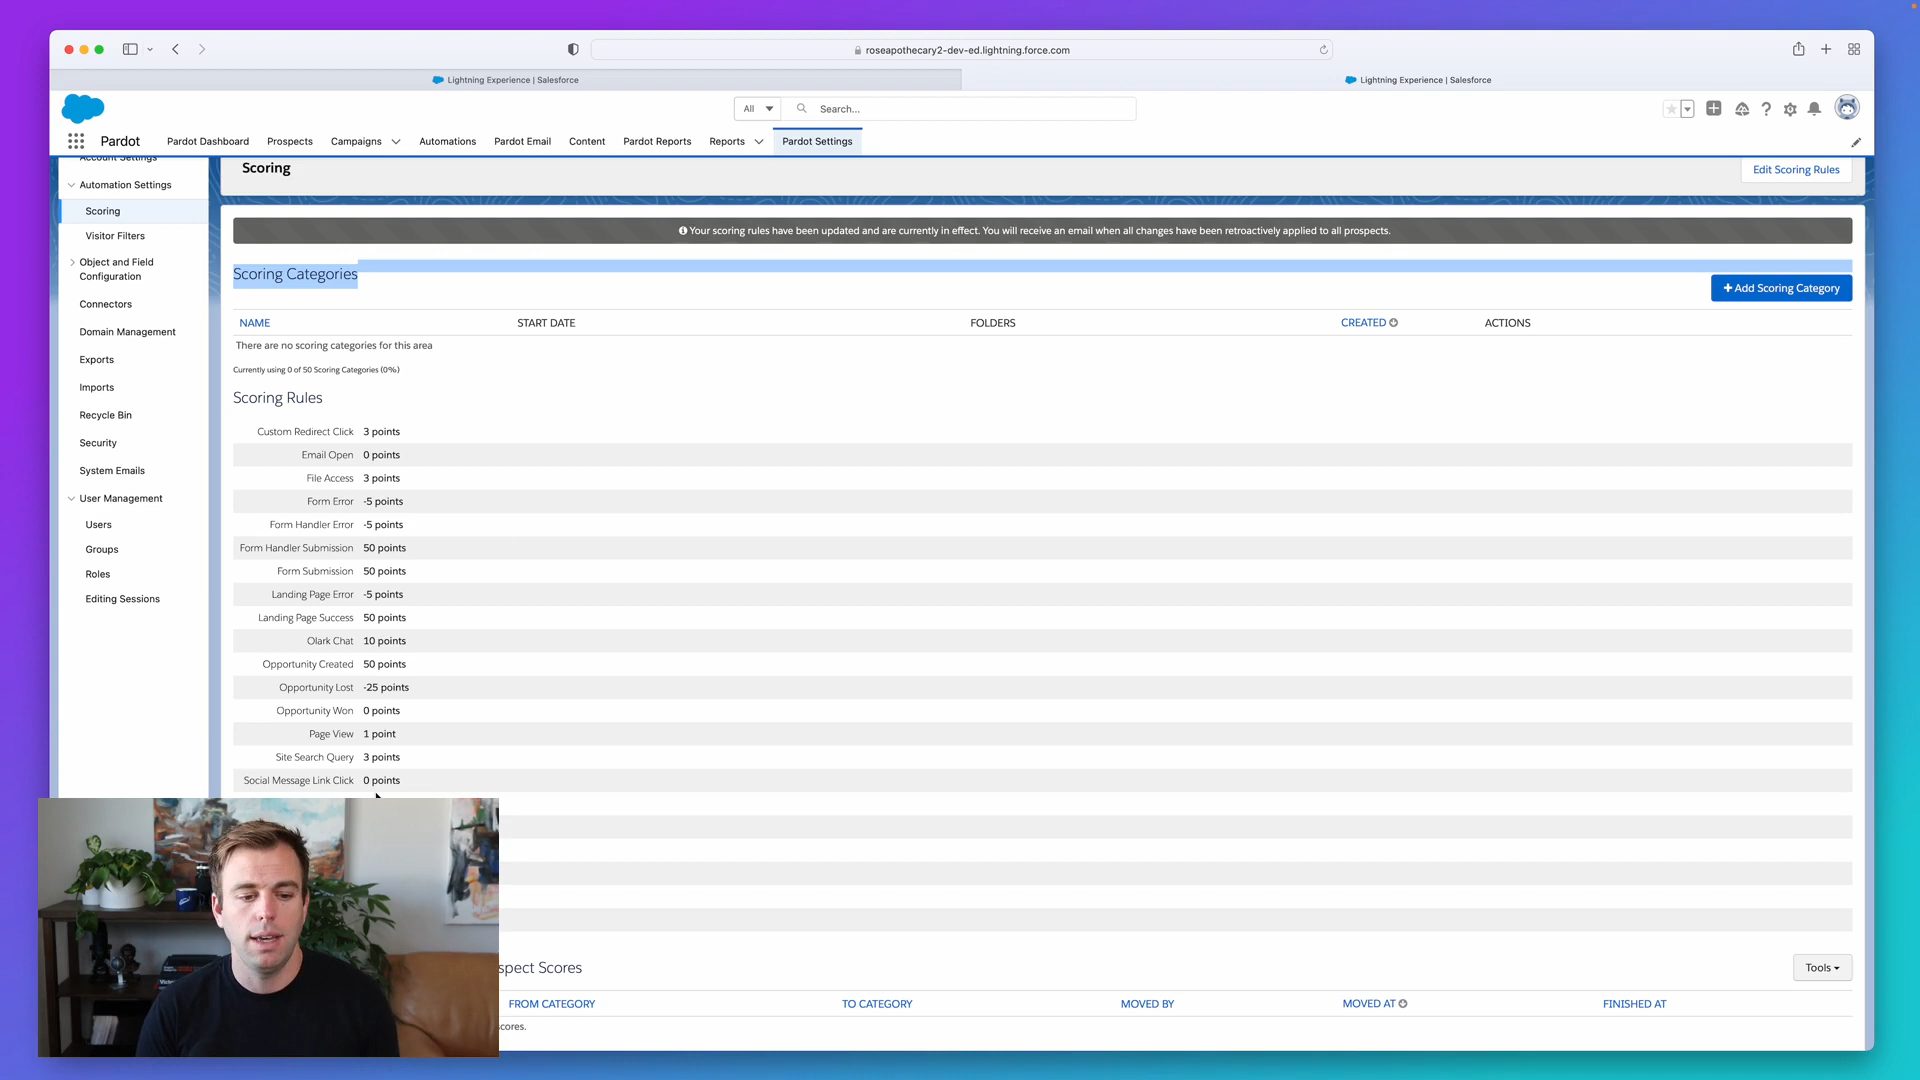 roseapothecary2-dev-ed.lightning.force.com
Lightning Experience | Salesforce
Lightning Experience | Salesforce
All
Search...
Pardot
Pardot Dashboard
Prospects
Campaigns
Automations
Pardot Email
Content
Pardot Reports
Reports
Pardot Settings
Account Settings
Automation Settings
Scoring
Visitor Filters
Object and Field
Configuration
Connectors
Domain Management
Exports
Imports
Recycle Bin
Security
System Emails
User Management
Users
Groups
Roles
Editing Sessions
Scoring
Edit Scoring Rules
Your scoring rules have been updated and are currently in effect. You will receive an email when all changes have been retroactively applied to all prospects.
Scoring Categories
+ Add Scoring Category
NAME START DATE FOLDERS CREATED ACTIONS
There are no scoring categories for this area
Currently using 0 of 50 Scoring Categories (0%)
Scoring Rules
Custom Redirect Click 3 points
Email Open 0 points
File Access 3 points
Form Error -5 points
Form Handler Error -5 points
Form Handler Submission 50 points
Form Submission 50 points
Landing Page Error -5 points
Landing Page Success 50 points
Olark Chat 10 points
Opportunity Created 50 points
Opportunity Lost -25 points
Opportunity Won 0 points
Page View 1 point
Site Search Query 3 points
Social Message Link Click 0 points
spect Scores
Tools
FROM CATEGORY TO CATEGORY MOVED BY MOVED AT FINISHED AT
scores.